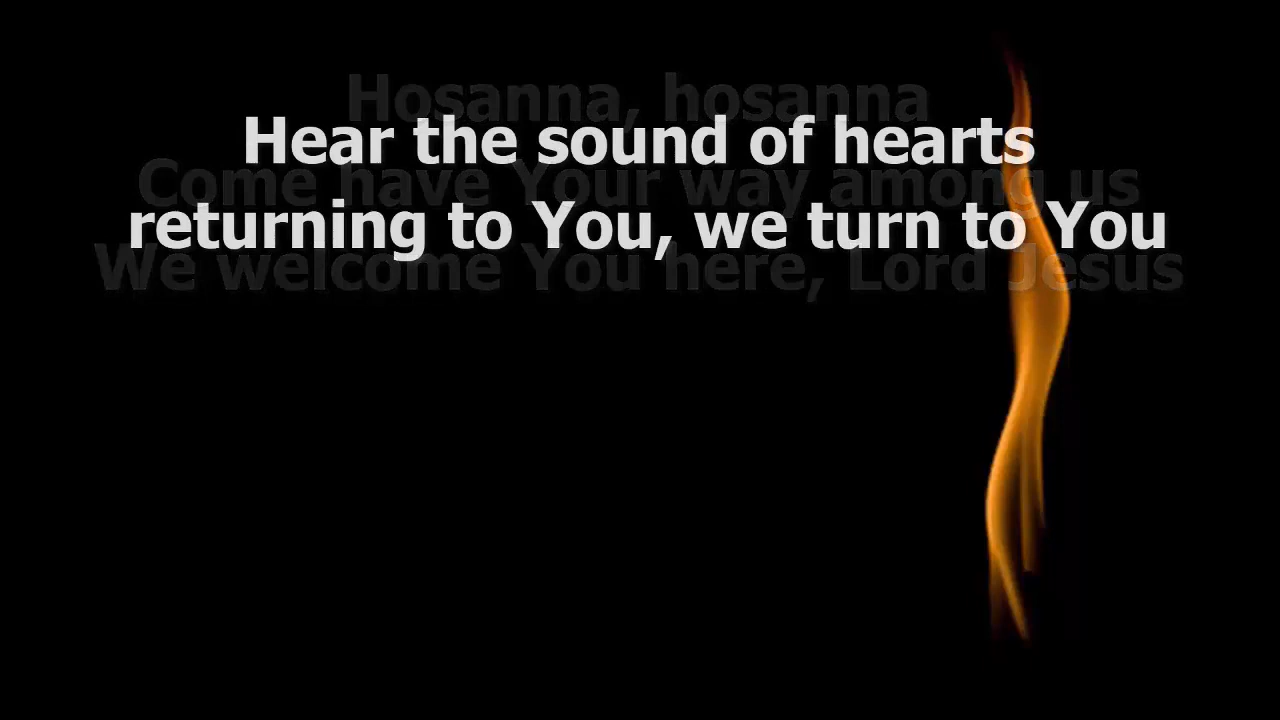 Hosanna, hosanna
Hear the sound of hearts
Come have Your way among us
returning to You, we turn to You
We welcome You here, Lord Jesus